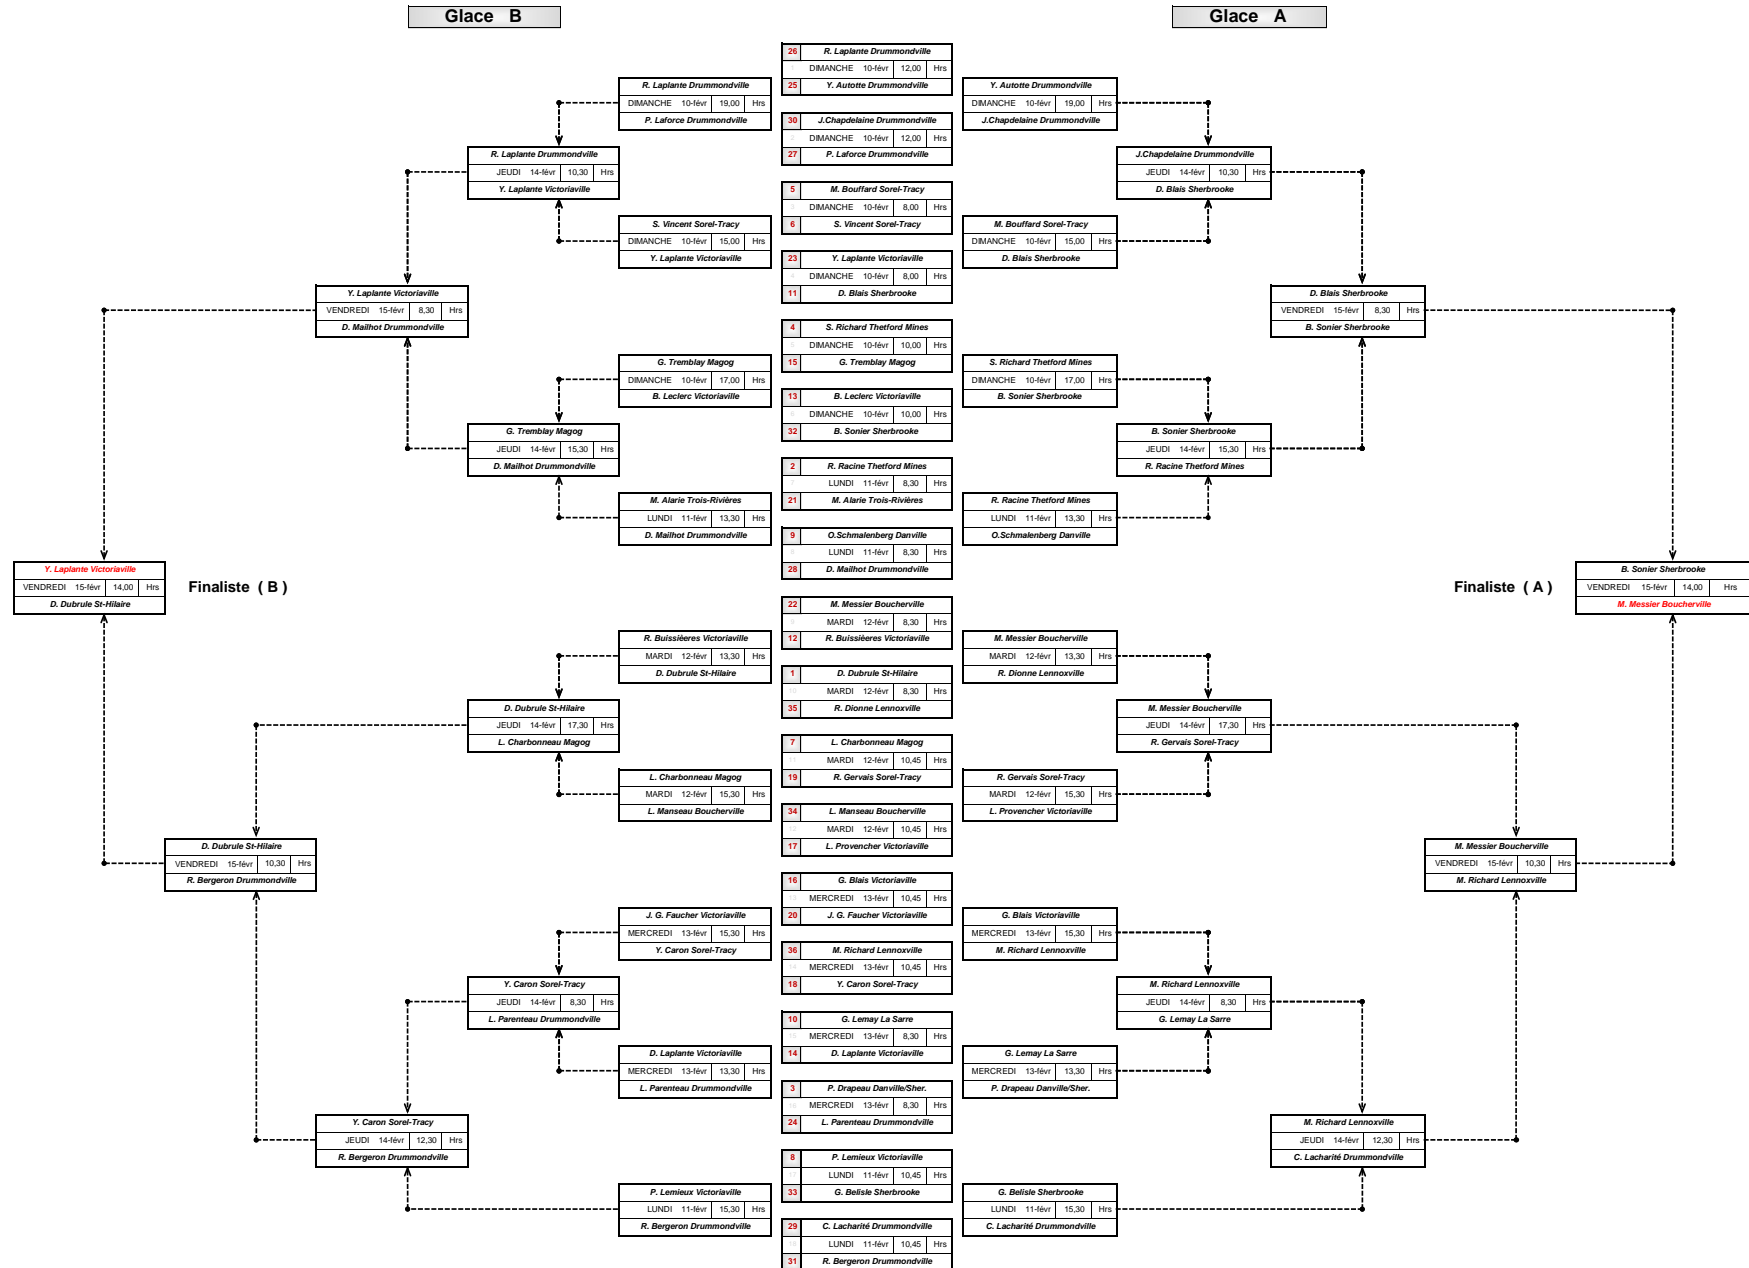 Glace B
Glace A
26 R. Laplante Drummondville
1 DIMANCHE 10-févr 12,00 Hrs
25 Y. Autotte Drummondville
30 J.Chapdelaine Drummondville
2 DIMANCHE 10-févr 12,00 Hrs
27 P. Laforce Drummondville
5 M. Bouffard Sorel-Tracy
3 DIMANCHE 10-févr 8,00 Hrs
6 S. Vincent Sorel-Tracy
23 Y. Laplante Victoriaville
4 DIMANCHE 10-févr 8,00 Hrs
11 D. Blais Sherbrooke
4 S. Richard Thetford Mines
5 DIMANCHE 10-févr 10,00 Hrs
15 G. Tremblay Magog
13 B. Leclerc Victoriaville
6 DIMANCHE 10-févr 10,00 Hrs
32 B. Sonier Sherbrooke
2 R. Racine Thetford Mines
7 LUNDI 11-févr 8,30 Hrs
21 M. Alarie Trois-Rivières
9 O.Schmalenberg Danville
8 LUNDI 11-févr 8,30 Hrs
28 D. Mailhot Drummondville
22 M. Messier Boucherville
9 MARDI 12-févr 8,30 Hrs
12 R. Buissièeres Victoriaville
1 D. Dubrule St-Hilaire
10 MARDI 12-févr 8,30 Hrs
35 R. Dionne Lennoxville
7 L. Charbonneau Magog
11 MARDI 12-févr 10,45 Hrs
19 R. Gervais Sorel-Tracy
34 L. Manseau Boucherville
12 MARDI 12-févr 10,45 Hrs
17 L. Provencher Victoriaville
16 G. Blais Victoriaville
13 MERCREDI 13-févr 10,45 Hrs
20 J. G. Faucher Victoriaville
36 M. Richard Lennoxville
14 MERCREDI 13-févr 10,45 Hrs
18 Y. Caron Sorel-Tracy
10 G. Lemay La Sarre
15 MERCREDI 13-févr 8,30 Hrs
14 D. Laplante Victoriaville
3 P. Drapeau Danville/Sher.
16 MERCREDI 13-févr 8,30 Hrs
24 L. Parenteau Drummondville
8 P. Lemieux Victoriaville
17 LUNDI 11-févr 10,45 Hrs
33 G. Belisle Sherbrooke
29 C. Lacharité Drummondville
18 LUNDI 11-févr 10,45 Hrs
31 R. Bergeron Drummondville
R. Laplante Drummondville
DIMANCHE 10-févr 19,00 Hrs
P. Laforce Drummondville
S. Vincent Sorel-Tracy
DIMANCHE 10-févr 15,00 Hrs
Y. Laplante Victoriaville
G. Tremblay Magog
DIMANCHE 10-févr 17,00 Hrs
B. Leclerc Victoriaville
M. Alarie Trois-Rivières
LUNDI 11-févr 13,30 Hrs
D. Mailhot Drummondville
R. Buissièeres Victoriaville
MARDI 12-févr 13,30 Hrs
D. Dubrule St-Hilaire
L. Charbonneau Magog
MARDI 12-févr 15,30 Hrs
L. Manseau Boucherville
J. G. Faucher Victoriaville
MERCREDI 13-févr 15,30 Hrs
Y. Caron Sorel-Tracy
D. Laplante Victoriaville
MERCREDI 13-févr 13,30 Hrs
L. Parenteau Drummondville
P. Lemieux Victoriaville
LUNDI 11-févr 15,30 Hrs
R. Bergeron Drummondville
R. Laplante Drummondville
JEUDI 14-févr 10,30 Hrs
Y. Laplante Victoriaville
G. Tremblay Magog
JEUDI 14-févr 15,30 Hrs
D. Mailhot Drummondville
D. Dubrule St-Hilaire
JEUDI 14-févr 17,30 Hrs
L. Charbonneau Magog
Y. Caron Sorel-Tracy
JEUDI 14-févr 8,30 Hrs
L. Parenteau Drummondville
Y. Laplante Victoriaville
VENDREDI 15-févr 8,30 Hrs
D. Mailhot Drummondville
Y. Caron Sorel-Tracy
JEUDI 14-févr 12,30 Hrs
R. Bergeron Drummondville
D. Dubrule St-Hilaire
VENDREDI 15-févr 10,30 Hrs
R. Bergeron Drummondville
Y. Laplante Victoriaville
VENDREDI 15-févr 14,00 Hrs
D. Dubrule St-Hilaire
Finaliste ( B )
Y. Autotte Drummondville
DIMANCHE 10-févr 19,00 Hrs
J.Chapdelaine Drummondville
M. Bouffard Sorel-Tracy
DIMANCHE 10-févr 15,00 Hrs
D. Blais Sherbrooke
S. Richard Thetford Mines
DIMANCHE 10-févr 17,00 Hrs
B. Sonier Sherbrooke
R. Racine Thetford Mines
LUNDI 11-févr 13,30 Hrs
O.Schmalenberg Danville
M. Messier Boucherville
MARDI 12-févr 13,30 Hrs
R. Dionne Lennoxville
R. Gervais Sorel-Tracy
MARDI 12-févr 15,30 Hrs
L. Provencher Victoriaville
G. Blais Victoriaville
MERCREDI 13-févr 15,30 Hrs
M. Richard Lennoxville
G. Lemay La Sarre
MERCREDI 13-févr 13,30 Hrs
P. Drapeau Danville/Sher.
G. Belisle Sherbrooke
LUNDI 11-févr 15,30 Hrs
C. Lacharité Drummondville
J.Chapdelaine Drummondville
JEUDI 14-févr 10,30 Hrs
D. Blais Sherbrooke
B. Sonier Sherbrooke
JEUDI 14-févr 15,30 Hrs
R. Racine Thetford Mines
M. Messier Boucherville
JEUDI 14-févr 17,30 Hrs
R. Gervais Sorel-Tracy
M. Richard Lennoxville
JEUDI 14-févr 8,30 Hrs
G. Lemay La Sarre
D. Blais Sherbrooke
VENDREDI 15-févr 8,30 Hrs
B. Sonier Sherbrooke
M. Richard Lennoxville
JEUDI 14-févr 12,30 Hrs
C. Lacharité Drummondville
M. Messier Boucherville
VENDREDI 15-févr 10,30 Hrs
M. Richard Lennoxville
Finaliste ( A )
B. Sonier Sherbrooke
VENDREDI 15-févr 14,00 Hrs
M. Messier Boucherville